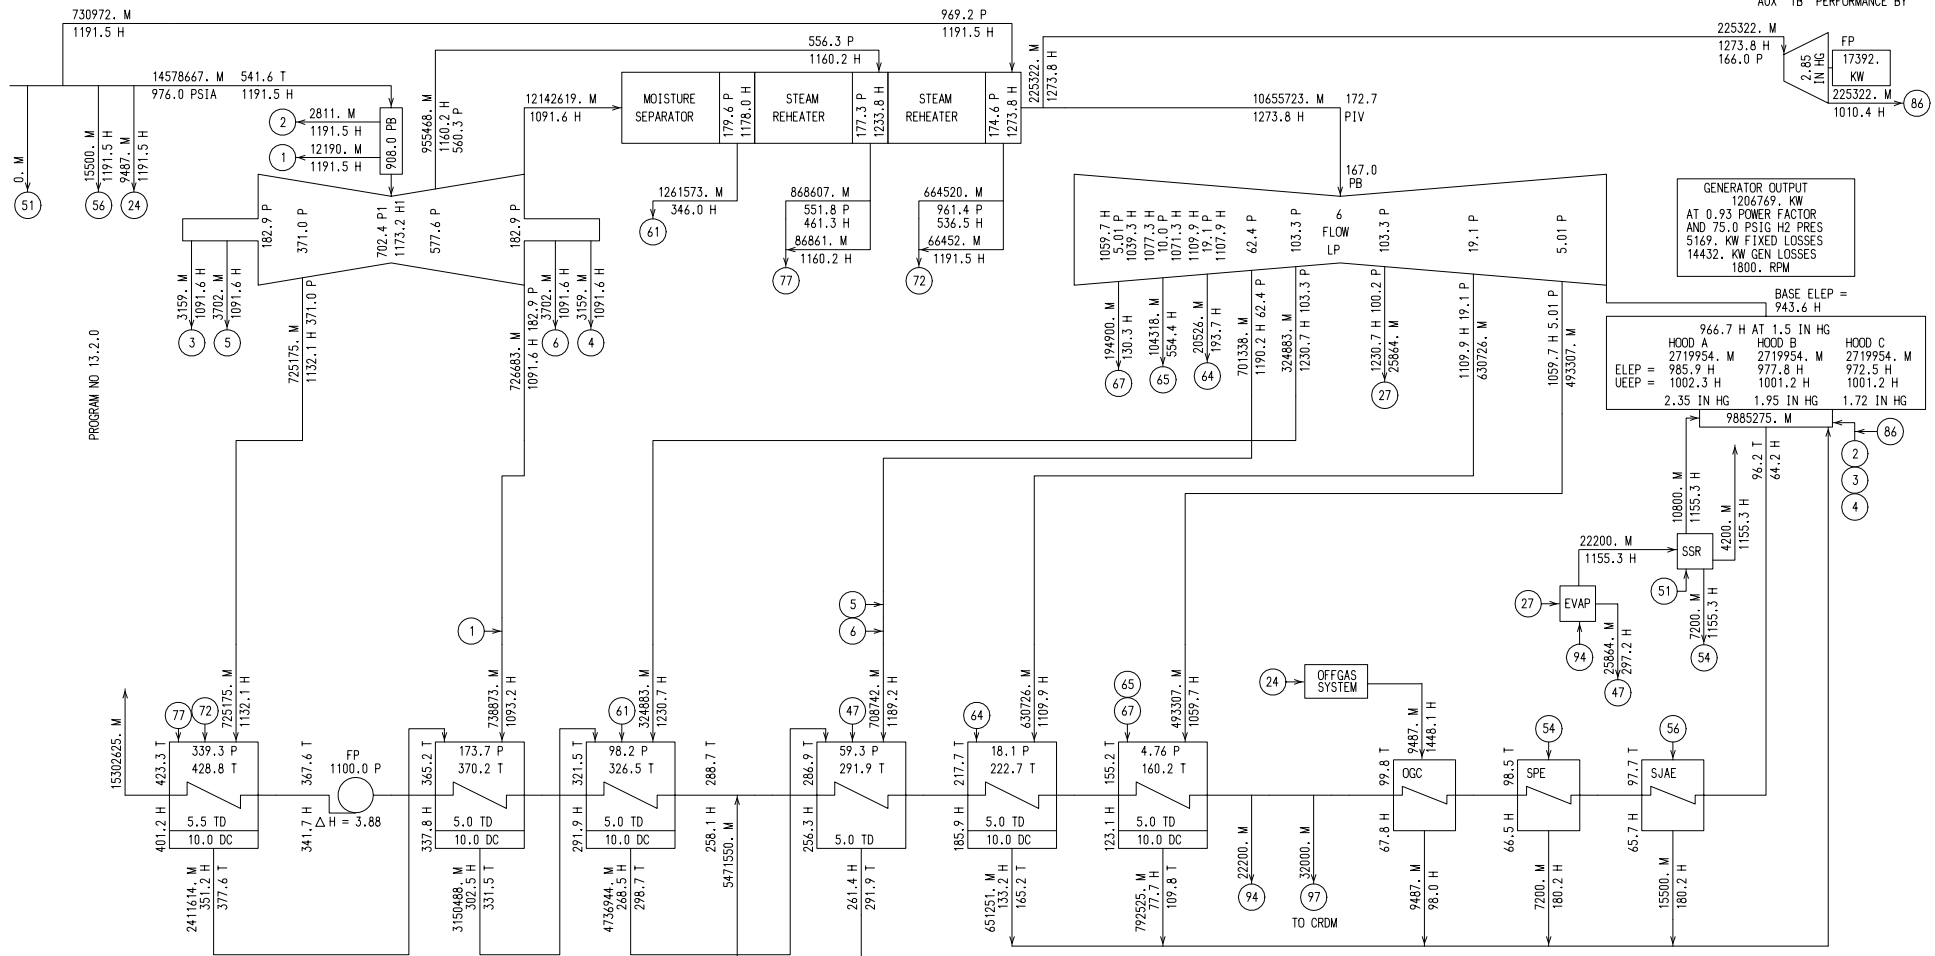 AUX TB PERFORMANCE BY
730972. M
1191.5 H
969.2 P
1191.5 H
556.3 P
1160.2 H
14578667. M 541.6 T
976.0 PSIA 1191.5 H
0. M
51
15500. M
1191.5 H
56
9487. M
1191.5 H
24
2
2811. M
1191.5 H
1
12190. M
1191.5 H
908.0 PB
955468. M
1160.2 H
560.3 P
12142619. M
1091.6 H
MOISTURE
SEPARATOR
179.6 P
1178.0 H
STEAM
REHEATER
177.3 P
1233.8 H
STEAM
REHEATER
174.6 P
1273.8 H
225322. M
1273.8 H
225322. M
1273.8 H
166.0 P
2.85
IN HG
FP
17392.
KW
225322. M
1010.4 H
86
10655723. M 172.7
1273.8 H PIV
167.0
PB
1261573. M
346.0 H
61
868607. M
551.8 P
461.3 H
86861. M
1160.2 H
77
664520. M
961.4 P
536.5 H
66452. M
1191.5 H
72
182.9 P
371.0 P
702.4 P1
1173.2 H1
577.6 P
182.9 P
3159. M
1091.6 H
3
3702. M
1091.6 H
5
725175. M
1132.1 H 371.0 P
726683. M
1091.6 H 182.9 P
3702. M
1091.6 H
6
3159. M
1091.6 H
4
1059.7 H
5.01 P
1039.3 H
1077.3 H
10.0 P
1071.3 H
1109.9 H
19.1 P
1107.9 H
62.4 P
103.3 P
6
FLOW
LP
103.3 P
19.1 P
5.01 P
194900. M
130.3 H
67
104318. M
554.4 H
65
20526. M
193.7 H
64
701338. M
1190.2 H 62.4 P
324883. M
1230.7 H 103.3 P
1230.7 H 100.2 P
25864. M
27
1109.9 H 19.1 P
630726. M
1059.7 H 5.01 P
493307. M
GENERATOR OUTPUT
1206769. KW
AT 0.93 POWER FACTOR
AND 75.0 PSIG H2 PRES
5169. KW FIXED LOSSES
14432. KW GEN LOSSES
1800. RPM
BASE ELEP =
943.6 H
966.7 H AT 1.5 IN HG
HOOD A HOOD B HOOD C
2719954. M 2719954. M 2719954. M
ELEP = 985.9 H 977.8 H 972.5 H
UEEP = 1002.3 H 1001.2 H 1001.2 H
2.35 IN HG 1.95 IN HG 1.72 IN HG
9885275. M
86
2
3
4
96.2 T
64.2 H
10800. M
1155.3 H
4200. M
1155.3 H
SSR
51
7200. M
1155.3 H
54
22200. M
1155.3 H
27
EVAP
94
25864. M
297.2 H
47
PROGRAM NO 13.2.0
1
5
6
15302625. M
77
72
725175. M
1132.1 H
423.3 T
339.3 P
428.8 T
5.5 TD
10.0 DC
401.2 H
2411614. M
351.2 H
377.6 T
367.6 T
FP
1100.0 P
341.7 H
△H = 3.88
738873. M
1093.2 H
365.2 T
173.7 P
370.2 T
5.0 TD
10.0 DC
337.8 H
3150488. M
302.5 H
331.5 T
61
324883. M
1230.7 H
321.5 T
98.2 P
326.5 T
5.0 TD
10.0 DC
291.9 H
4736944. M
268.5 H
298.7 T
288.7 T
258.1 H
5471550. M
47
708742. M
1189.2 H
286.9 T
59.3 P
291.9 T
5.0 TD
256.3 H
261.4 H
291.9 T
64
630726. M
1109.9 H
217.7 T
18.1 P
222.7 T
5.0 TD
10.0 DC
185.9 H
651251. M
133.2 H
165.2 T
65
67
493307. M
1059.7 H
155.2 T
4.76 P
160.2 T
5.0 TD
10.0 DC
123.1 H
792525. M
77.7 H
109.8 T
22200. M
94
32000. M
97
TO CRDM
24
OFFGAS
SYSTEM
9487. M
1448.1 H
99.8 T
OGC
67.8 H
9487. M
98.0 H
54
98.5 T
SPE
66.5 H
7200. M
180.2 H
56
97.7 T
SJAE
65.7 H
15500. M
180.2 H